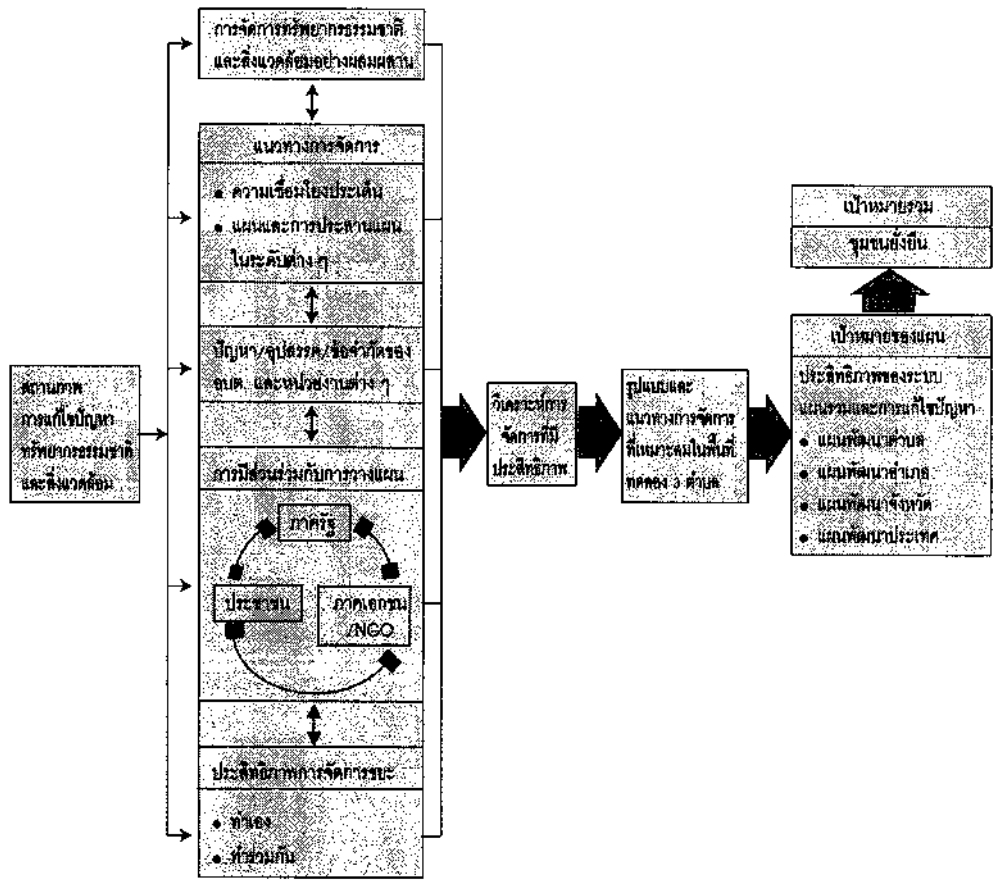 การจัดการทรัพยากรธรรมชาติ
และสิ่งแวดล้อมอย่างผสมผสาน
แนวทางการจัดการ
● ความเชื่อมโยงประเด็น
● แผนและการประสานแผน
ในระดับต่าง ๆ
ปัญหา/อุปสรรค/ข้อจำกัดของ
อบต. และหน่วยงานต่าง ๆ
การมีส่วนร่วมกับการวางแผน
ภาครัฐ
ประชาชน
ภาคเอกชน
/NGO
ประสิทธิภาพการจัดการขยะ
● ทำเอง
● ทำร่วมกัน
สถานภาพ
การแก้ไขปัญหา
ทรัพยากรธรรมชาติ
และสิ่งแวดล้อม
วิเคราะห์การ
จัดการที่มี
ประสิทธิภาพ
รูปแบบและ
แนวทางการจัดการ
ที่เหมาะสมในพื้นที่
ทดลอง 3 ตำบล
เป้าหมายรวม
ชุมชนยั่งยืน
เป้าหมายของแผน
ประสิทธิภาพของระบบ
แผนรวมและการแก้ไขปัญหา
● แผนพัฒนาตำบล
● แผนพัฒนาอำเภอ
● แผนพัฒนาจังหวัด
● แผนพัฒนาประเทศ